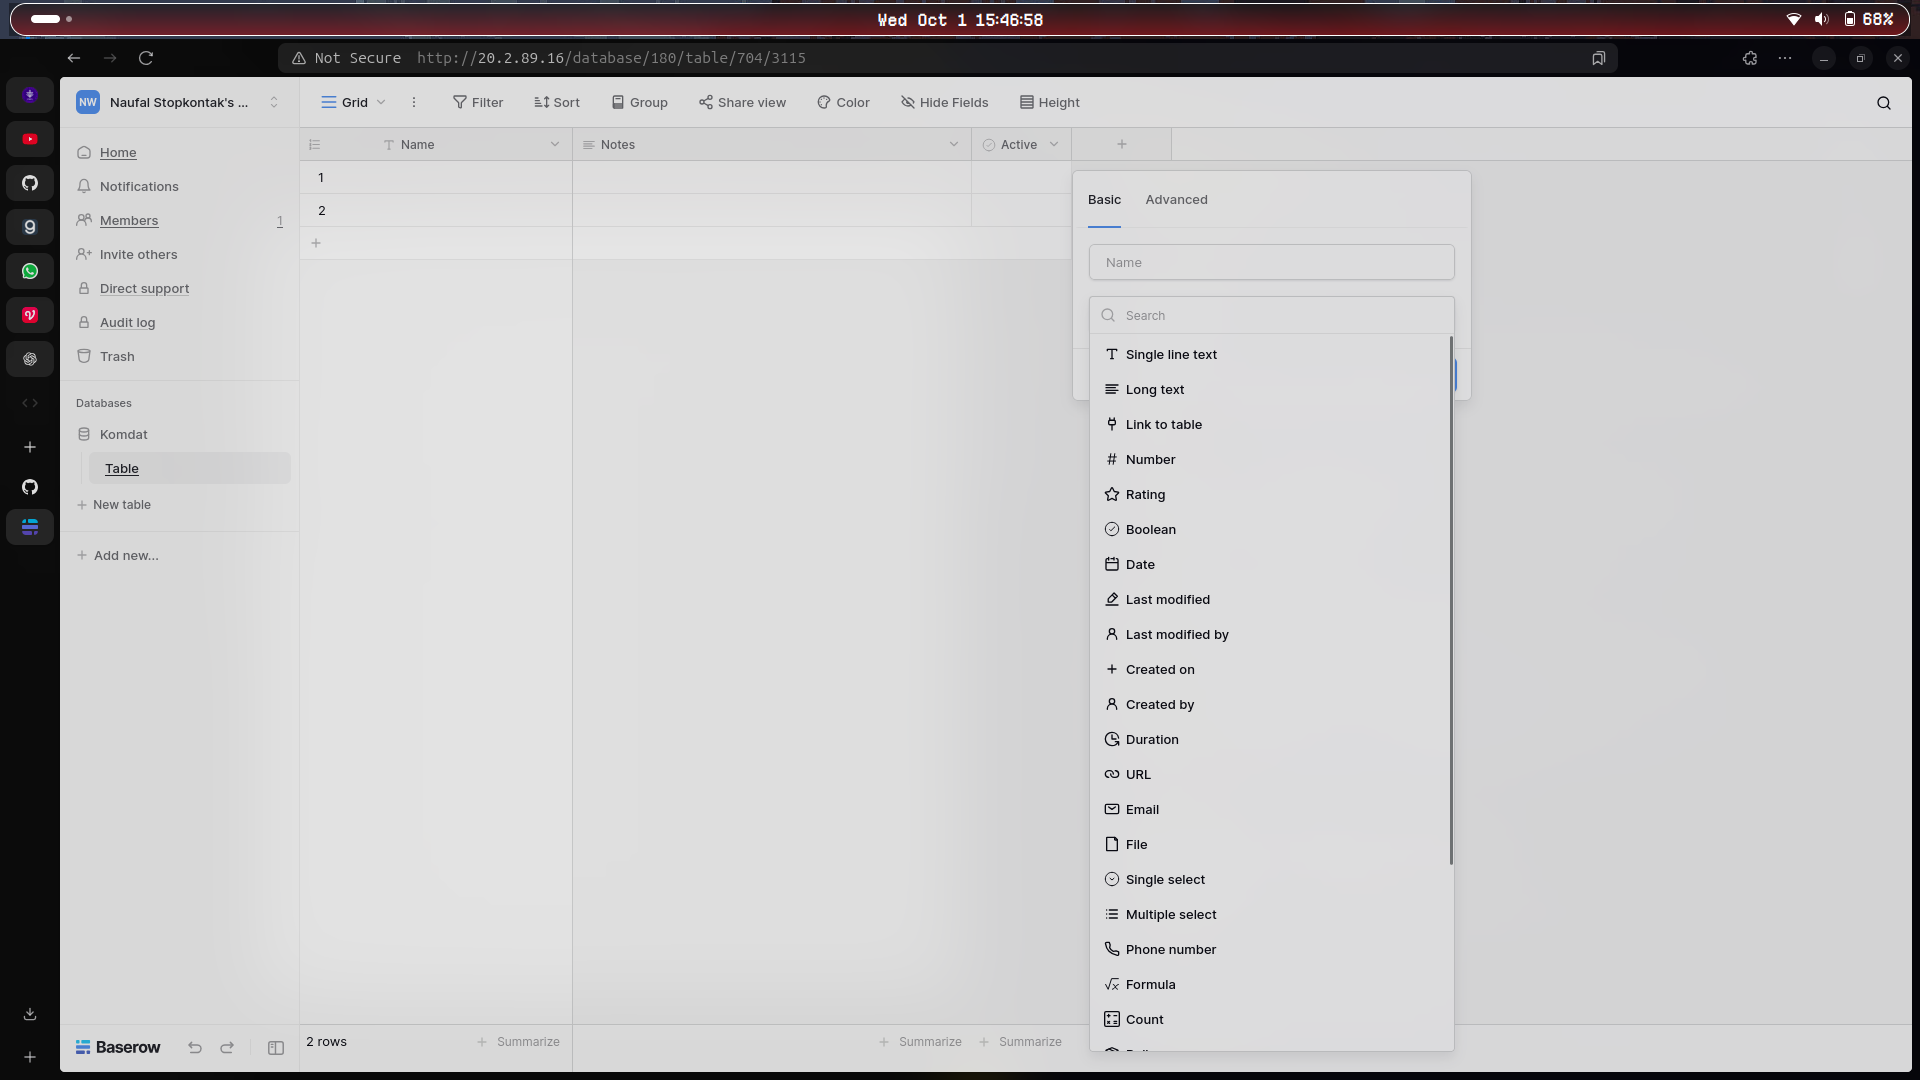 Wed Oct 1 15:46:58
68%
Not Secure http://20.2.89.16/database/180/table/704/3115
NW Naufal Stopkontak's ...
Home
Notifications
Members 1
Invite others
Direct support
Audit log
Trash
Databases
Komdat
Table
+ New table
+ Add new...
Baserow
Grid Filter Sort Group Share view Color Hide Fields Height
Name Notes Active +
1
2
+
2 rows + Summarize + Summarize + Summarize
Basic Advanced
Name
Search
Single line text
Long text
Link to table
Number
Rating
Boolean
Date
Last modified
Last modified by
Created on
Created by
Duration
URL
Email
File
Single select
Multiple select
Phone number
Formula
Count